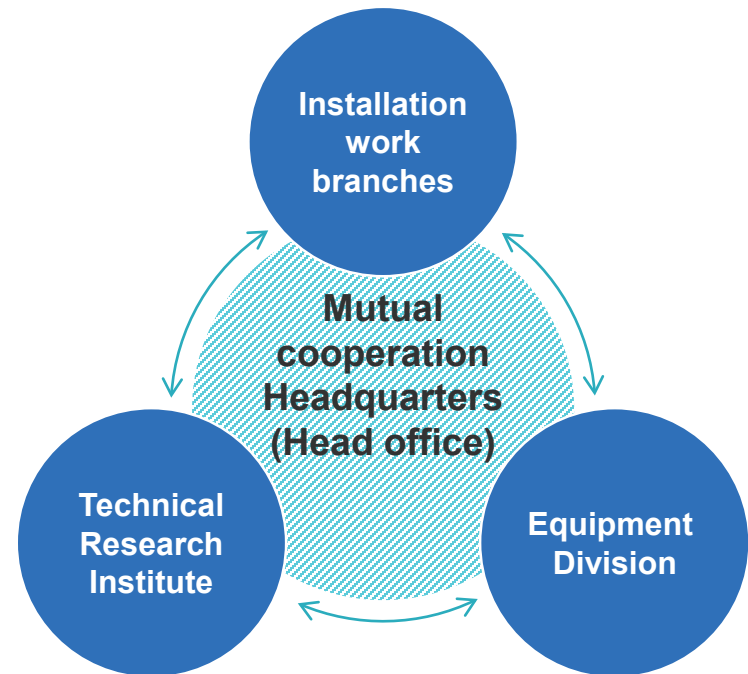 Installation
work
branches
Mutual
cooperation
Headquarters
(Head office)
Technical
Research
Institute
Equipment
Division